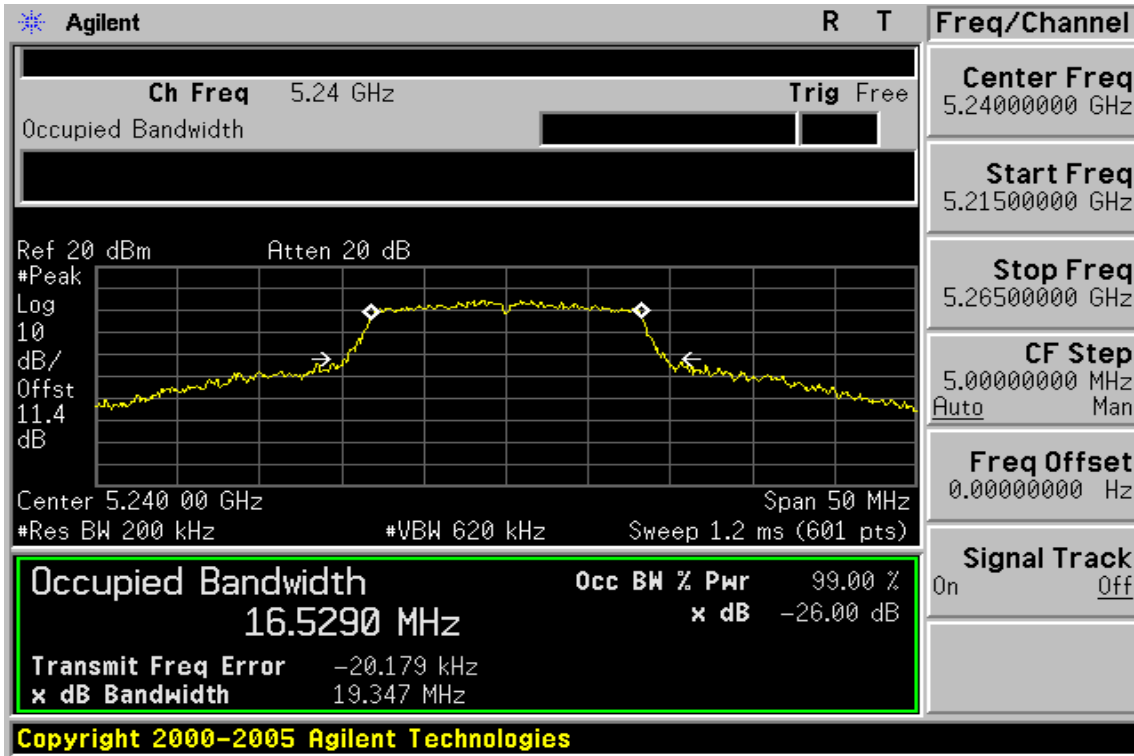 Agilent R T
Ch Freq 5.24 GHz Trig Free
Occupied Bandwidth
Ref 20 dBm Atten 20 dB
#Peak
Log
10
dB/
Offst
11.4
dB
Center 5.240 00 GHz Span 50 MHz
#Res BW 200 kHz #VBW 620 kHz Sweep 1.2 ms (601 pts)
Occupied Bandwidth
16.5290 MHz
Occ BW % Pwr 99.00 %
x dB -26.00 dB
Transmit Freq Error -20.179 kHz
x dB Bandwidth 19.347 MHz
Copyright 2000-2005 Agilent Technologies
Freq/Channel
Center Freq
5.24000000 GHz
Start Freq
5.21500000 GHz
Stop Freq
5.26500000 GHz
CF Step
5.00000000 MHz
Auto Man
Freq Offset
0.00000000 Hz
Signal Track
On Off